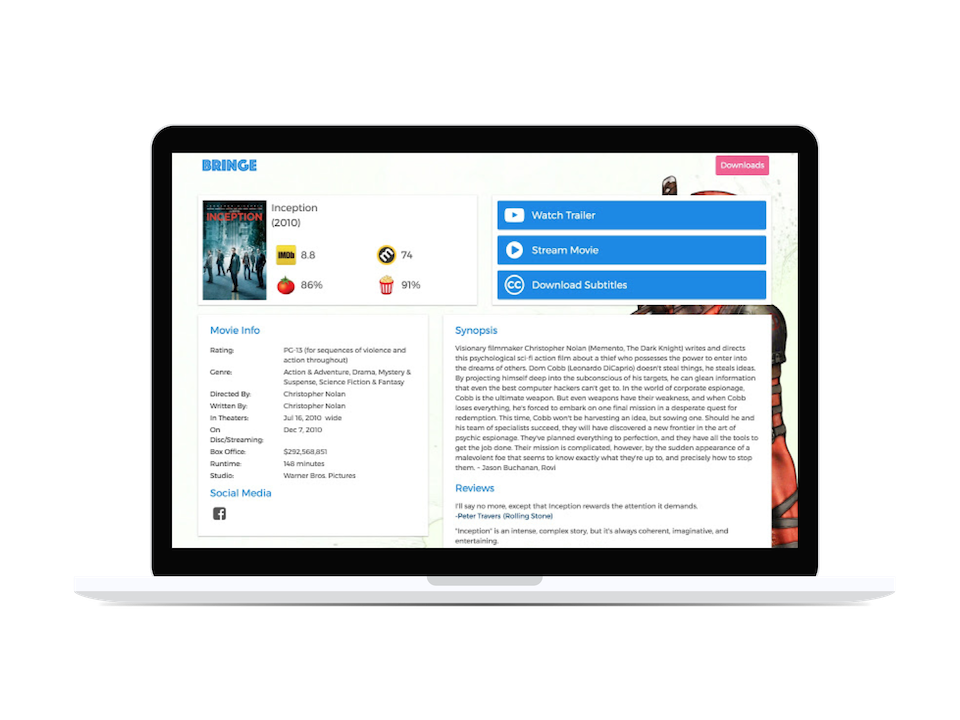 BRINGE
Downloads
INCEPTION
Inception
(2010)
IMDb 8.8
74
86%
91%
Watch Trailer
Stream Movie
CC Download Subtitles
Movie Info
Rating: PG-13 (for sequences of violence and
action throughout)
Genre: Action & Adventure, Drama, Mystery &
Suspense, Science Fiction & Fantasy
Directed By: Christopher Nolan
Written By: Christopher Nolan
In Theaters: Jul 16, 2010 wide
On Dec 7, 2010
Disc/Streaming:
Box Office: $292,568,851
Runtime: 148 minutes
Studio: Warner Bros. Pictures
Social Media
Synopsis
Visionary filmmaker Christopher Nolan (Memento, The Dark Knight) writes and directs
this psychological sci-fi action film about a thief who possesses the power to enter into
the dreams of others. Dom Cobb (Leonardo DiCaprio) doesn't steal things, he steals ideas.
By projecting himself deep into the subconscious of his targets, he can glean information
that even the best computer hackers can't get to. In the world of corporate espionage,
Cobb is the ultimate weapon. But even weapons have their weakness, and when Cobb
loses everything, he's forced to embark on one final mission in a desperate quest for
redemption. This time, Cobb won't be harvesting an idea, but sowing one. Should he and
his team of specialists succeed, they will have discovered a new frontier in the art of
psychic espionage. They've planned everything to perfection, and they have all the tools to
get the job done. Their mission is complicated, however, by the sudden appearance of a
malevolent foe that seems to know exactly what they're up to, and precisely how to stop
them. ~ Jason Buchanan, Rovi
Reviews
I'll say no more, except that Inception rewards the attention it demands.
-Peter Travers (Rolling Stone)
"Inception" is an intense, complex story, but it's always coherent, imaginative, and
entertaining.